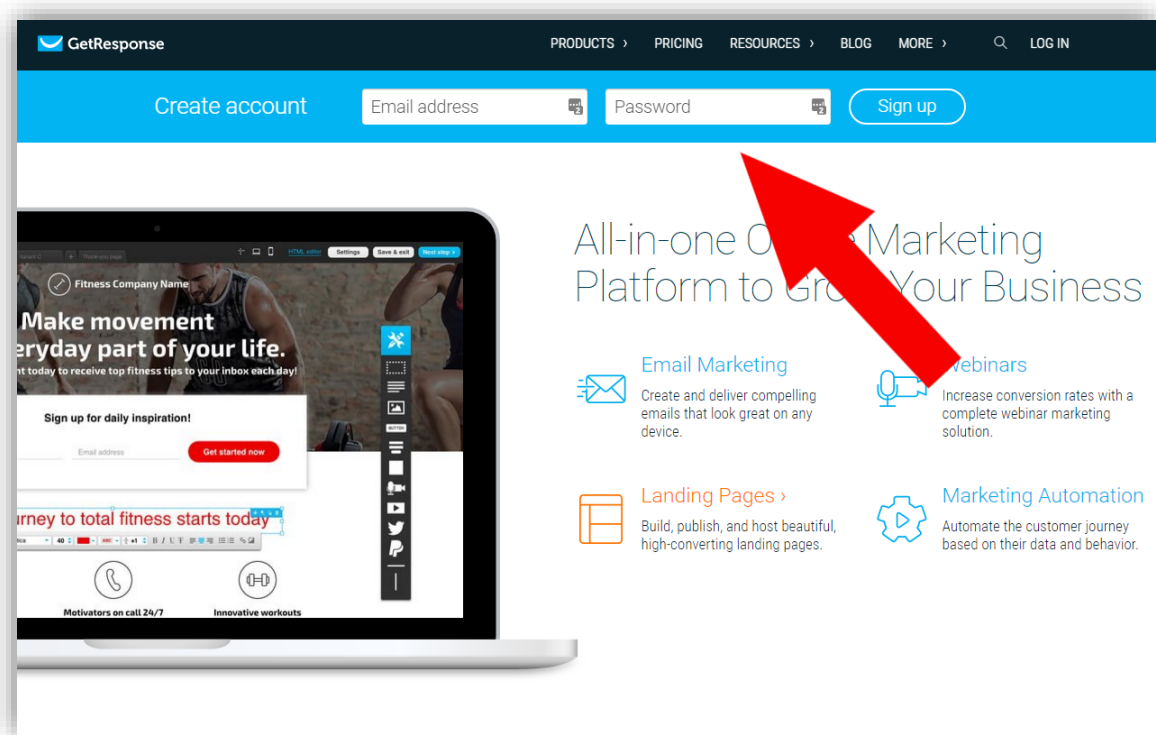 GetResponse
PRODUCTS › PRICING RESOURCES › BLOG MORE › LOG IN
Create account Email address Password Sign up
All-in-one O Marketing
Platform to Gro Your Business
Email Marketing
Create and deliver compelling
emails that look great on any
device.
ebinars
Increase conversion rates with a
complete webinar marketing
solution.
Landing Pages ›
Build, publish, and host beautiful,
high-converting landing pages.
Marketing Automation
Automate the customer journey
based on their data and behavior.
Thank you page
HTML editor Settings Save & exit Next step ›
Fitness Company Name
Make movement
eryday part of your life.
nt today to receive top fitness tips to your inbox each day!
Sign up for daily inspiration!
Email address Get started now
BUTTON
urney to total fitness starts today
40
Motivators on call 24/7 Innovative workouts